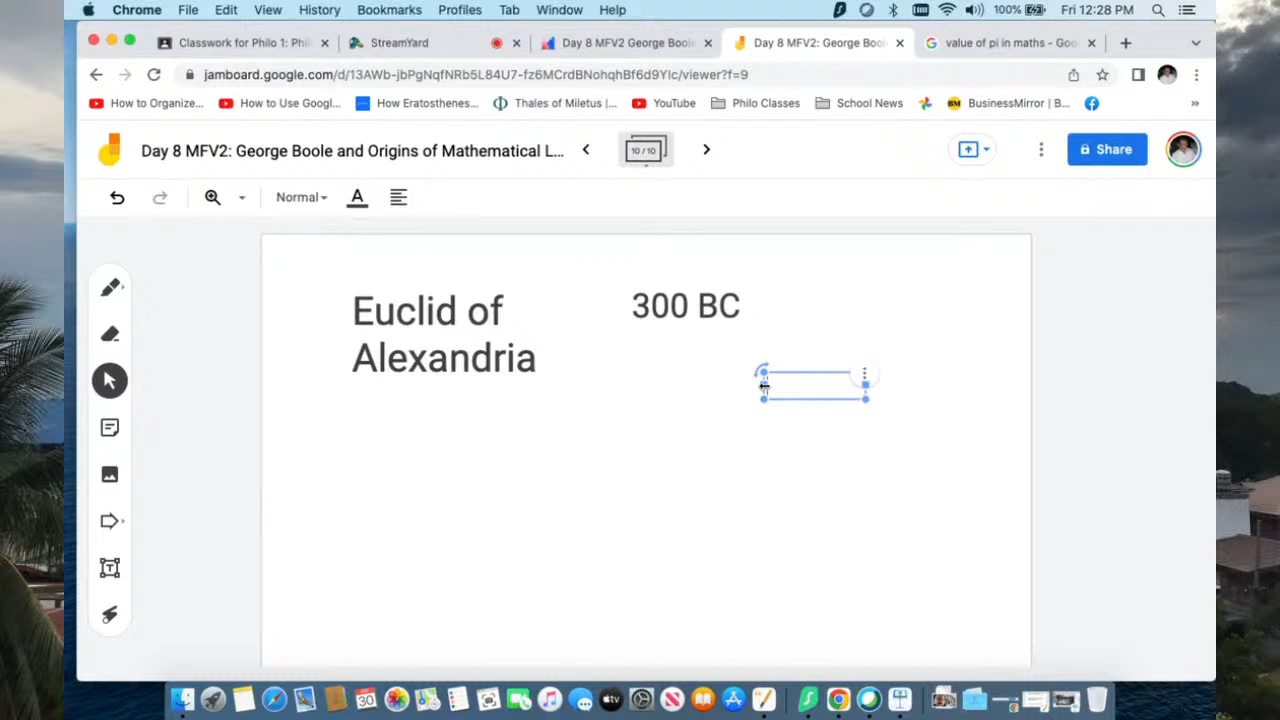 Chrome File Edit View History Bookmarks Profiles Tab Window Help 100% Fri 12:28 PM
Classwork for Philo 1: Phil StreamYard Day 8 MFV2 George Boole Day 8 MFV2: George Boole value of pi in maths - Goo
jamboard.google.com/d/13AWb-jbPgNqfNRb5L84U7-fz6MCrdBNohqhBf6d9YIc/viewer?f=9
How to Organize... How to Use Googl... How Eratosthenes... Thales of Miletus |... YouTube Philo Classes School News BusinessMirror | B... »
Day 8 MFV2: George Boole and Origins of Mathematical L... 10 / 10 Share
Normal A
Euclid of
Alexandria
300 BC